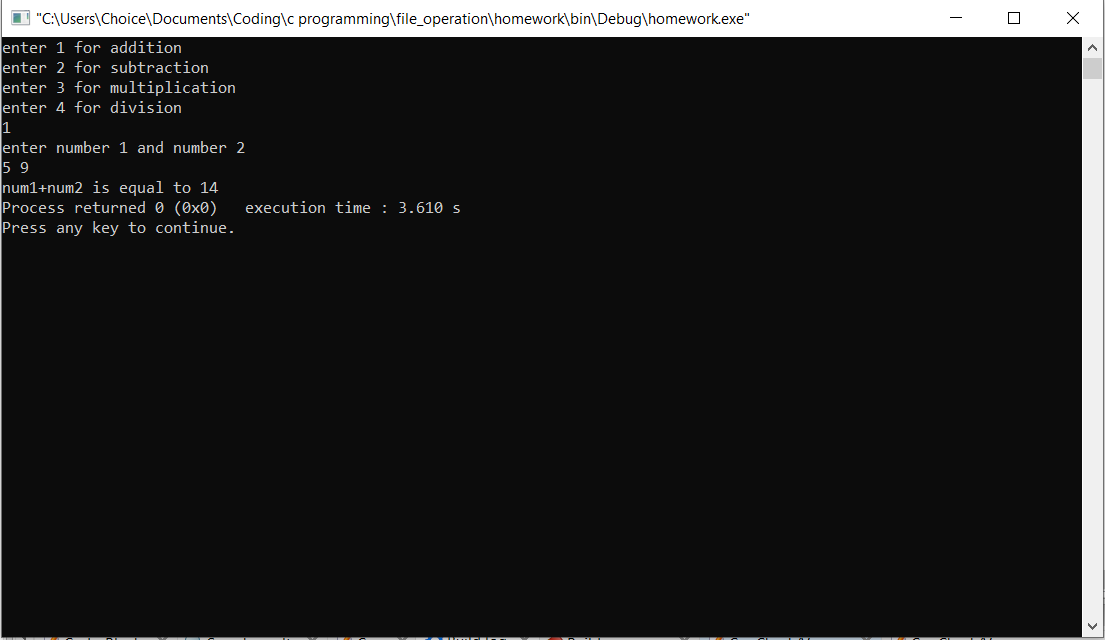 "C:\Users\Choice\Documents\Coding\c programming\file_operation\homework\bin\Debug\homework.exe"
enter 1 for addition
enter 2 for subtraction
enter 3 for multiplication
enter 4 for division
1
enter number 1 and number 2
5 9
num1+num2 is equal to 14
Process returned 0 (0x0)   execution time : 3.610 s
Press any key to continue.